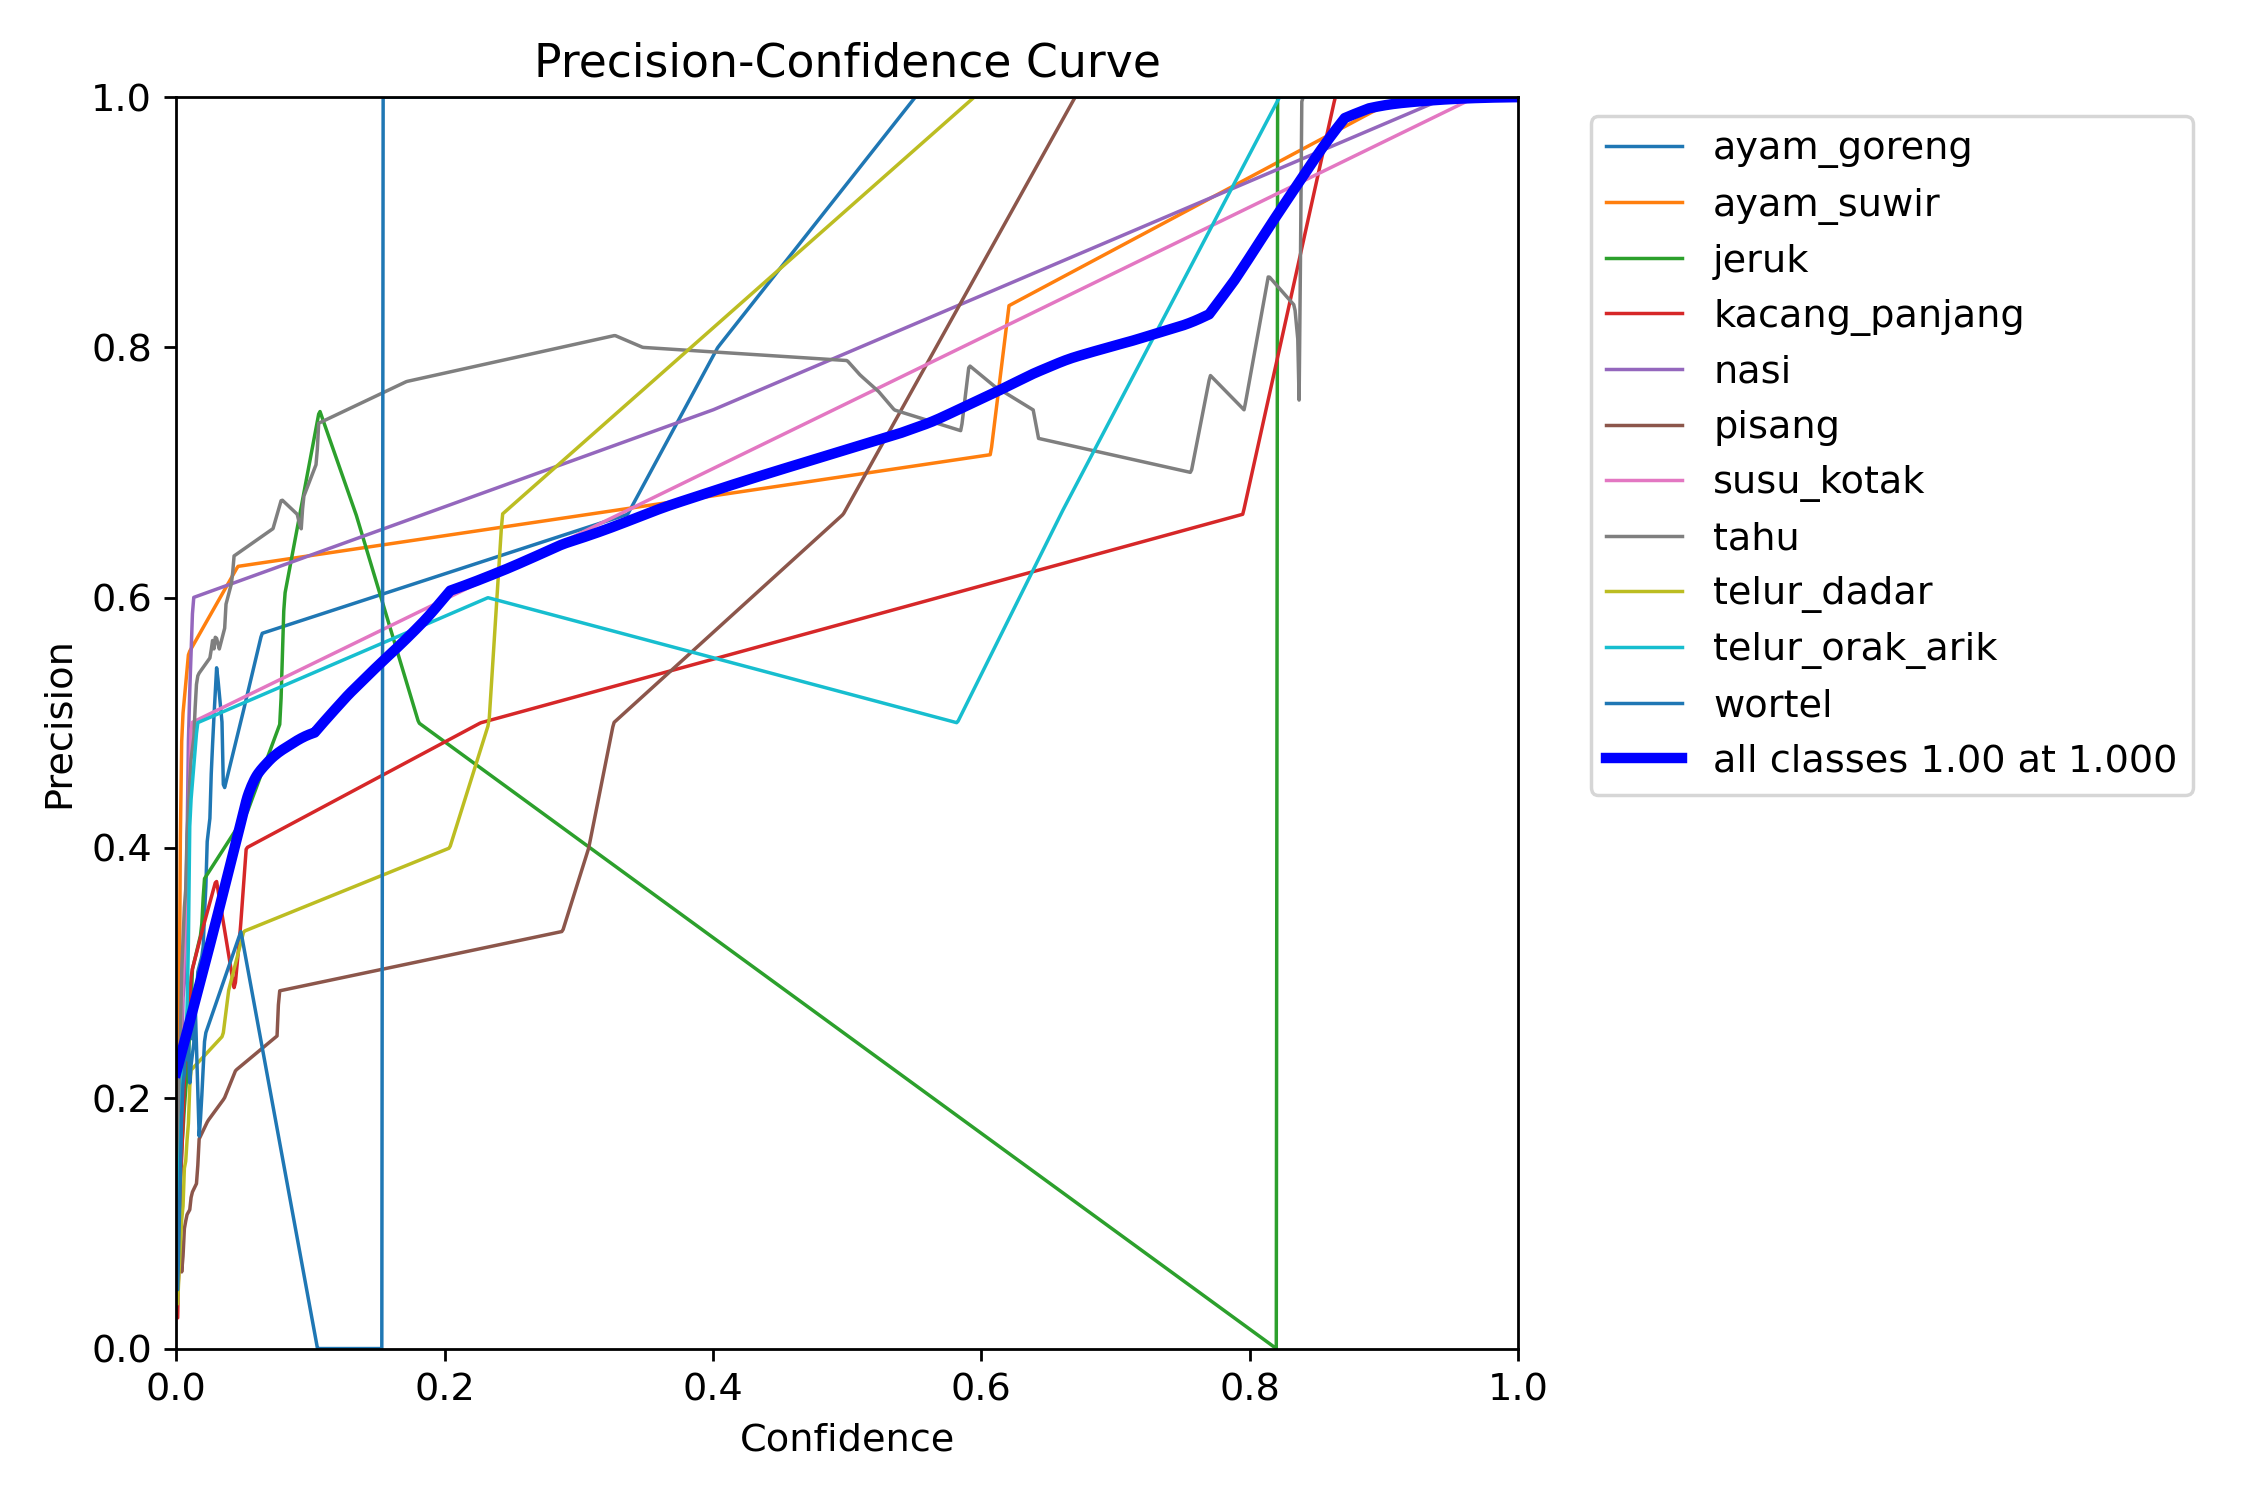 Precision-Confidence Curve
1.0
0.8
0.6
0.4
0.2
0.0
Precision
0.0 0.2 0.4 0.6 0.8 1.0
Confidence
ayam_goreng
ayam_suwir
jeruk
kacang_panjang
nasi
pisang
susu_kotak
tahu
telur_dadar
telur_orak_arik
wortel
all classes 1.00 at 1.000